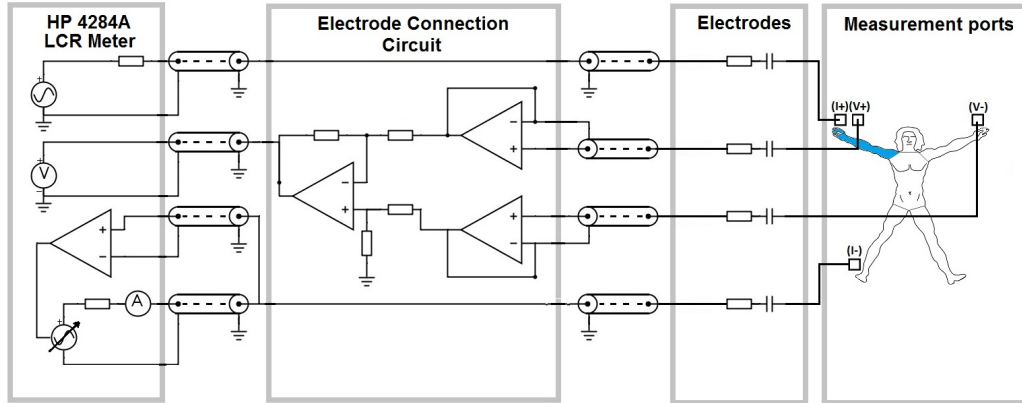 HP 4284A
LCR Meter
Electrode Connection
Circuit
Electrodes
Measurement ports
(I+)(V+)
(V-)
V
(I-)
A